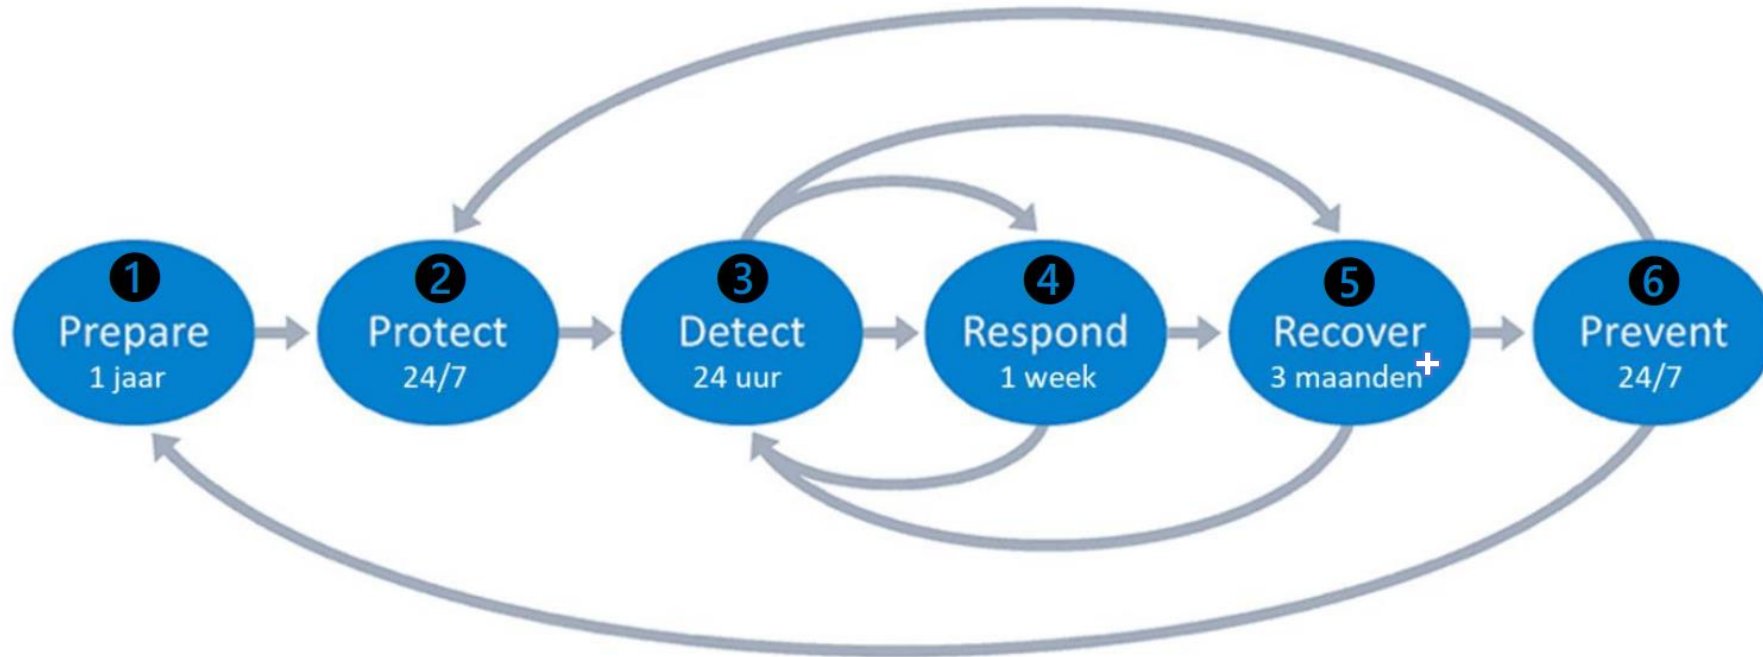 1
Prepare
1 jaar
2
Protect
24/7
3
Detect
24 uur
4
Respond
1 week
5
Recover
3 maanden+
6
Prevent
24/7